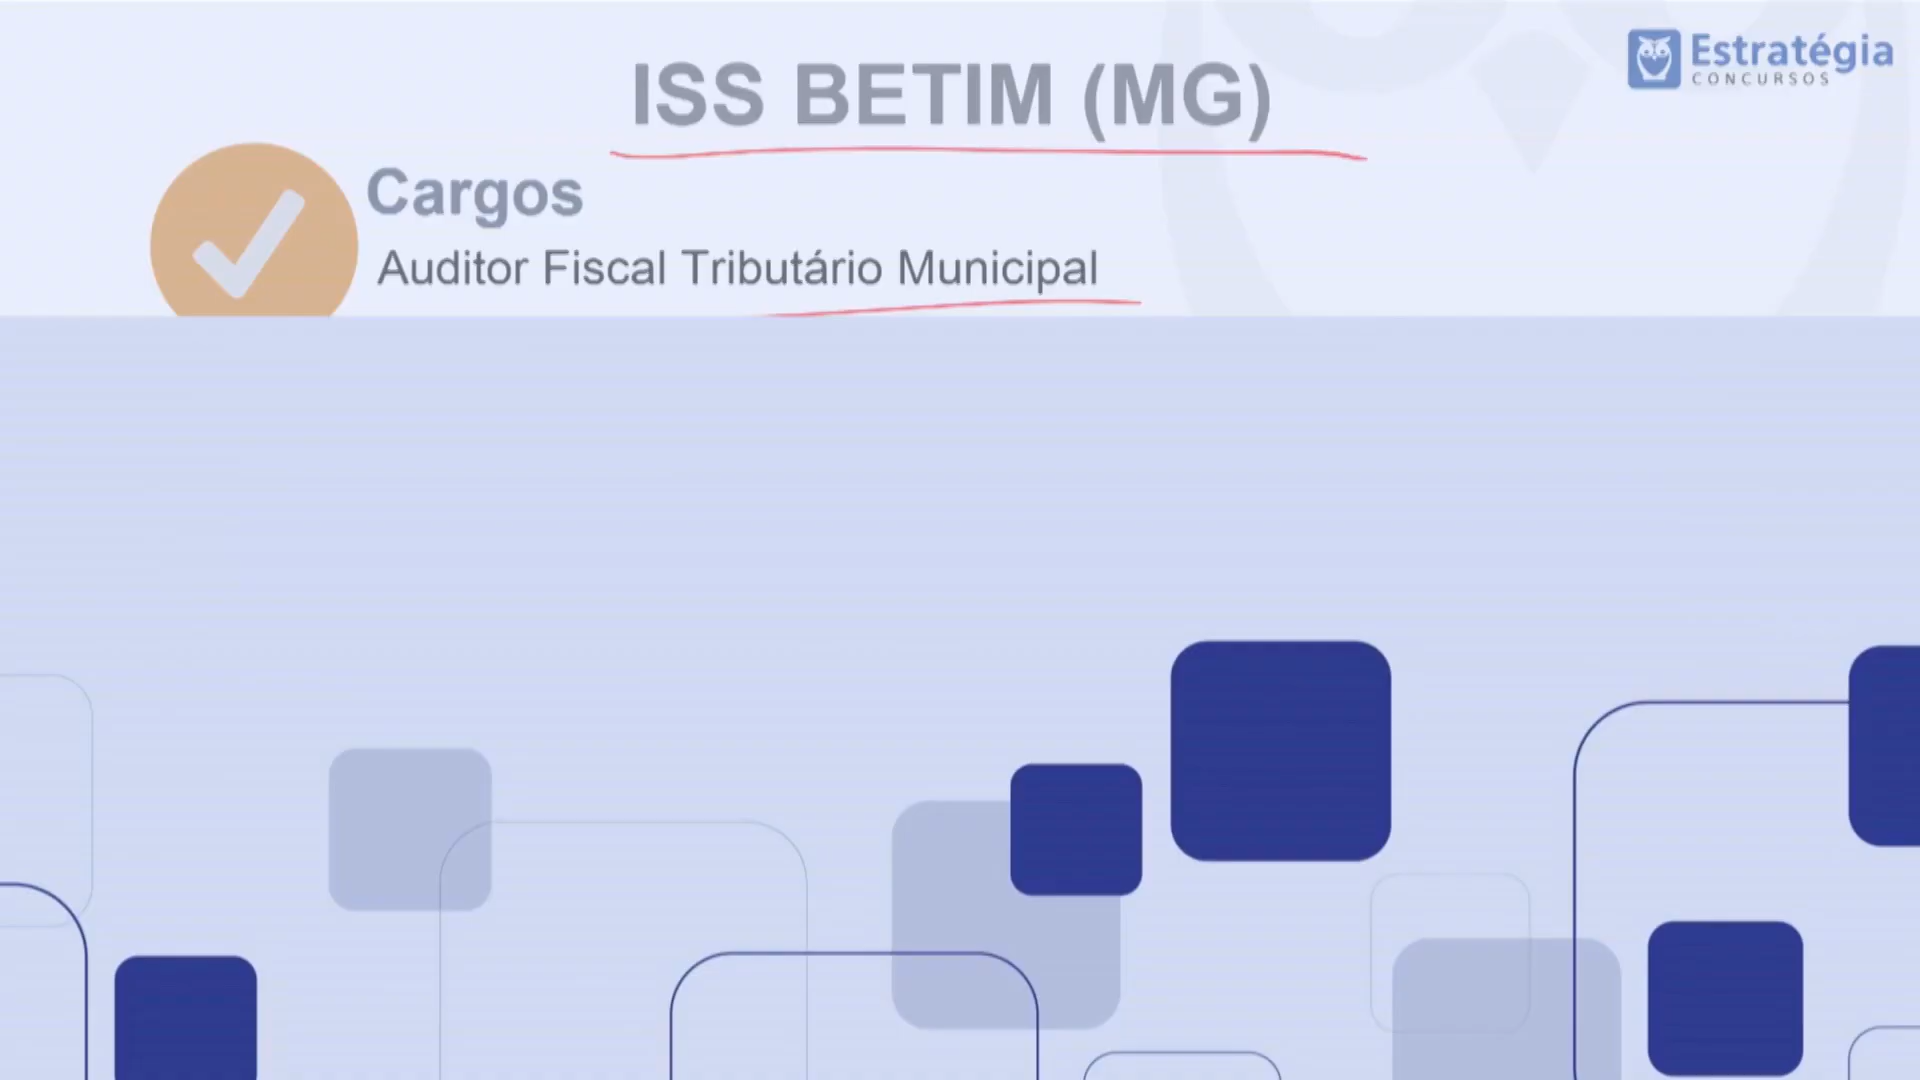 ISS BETIM (MG)
Estratégia
CONCURSOS
Cargos
Auditor Fiscal Tributário Municipal